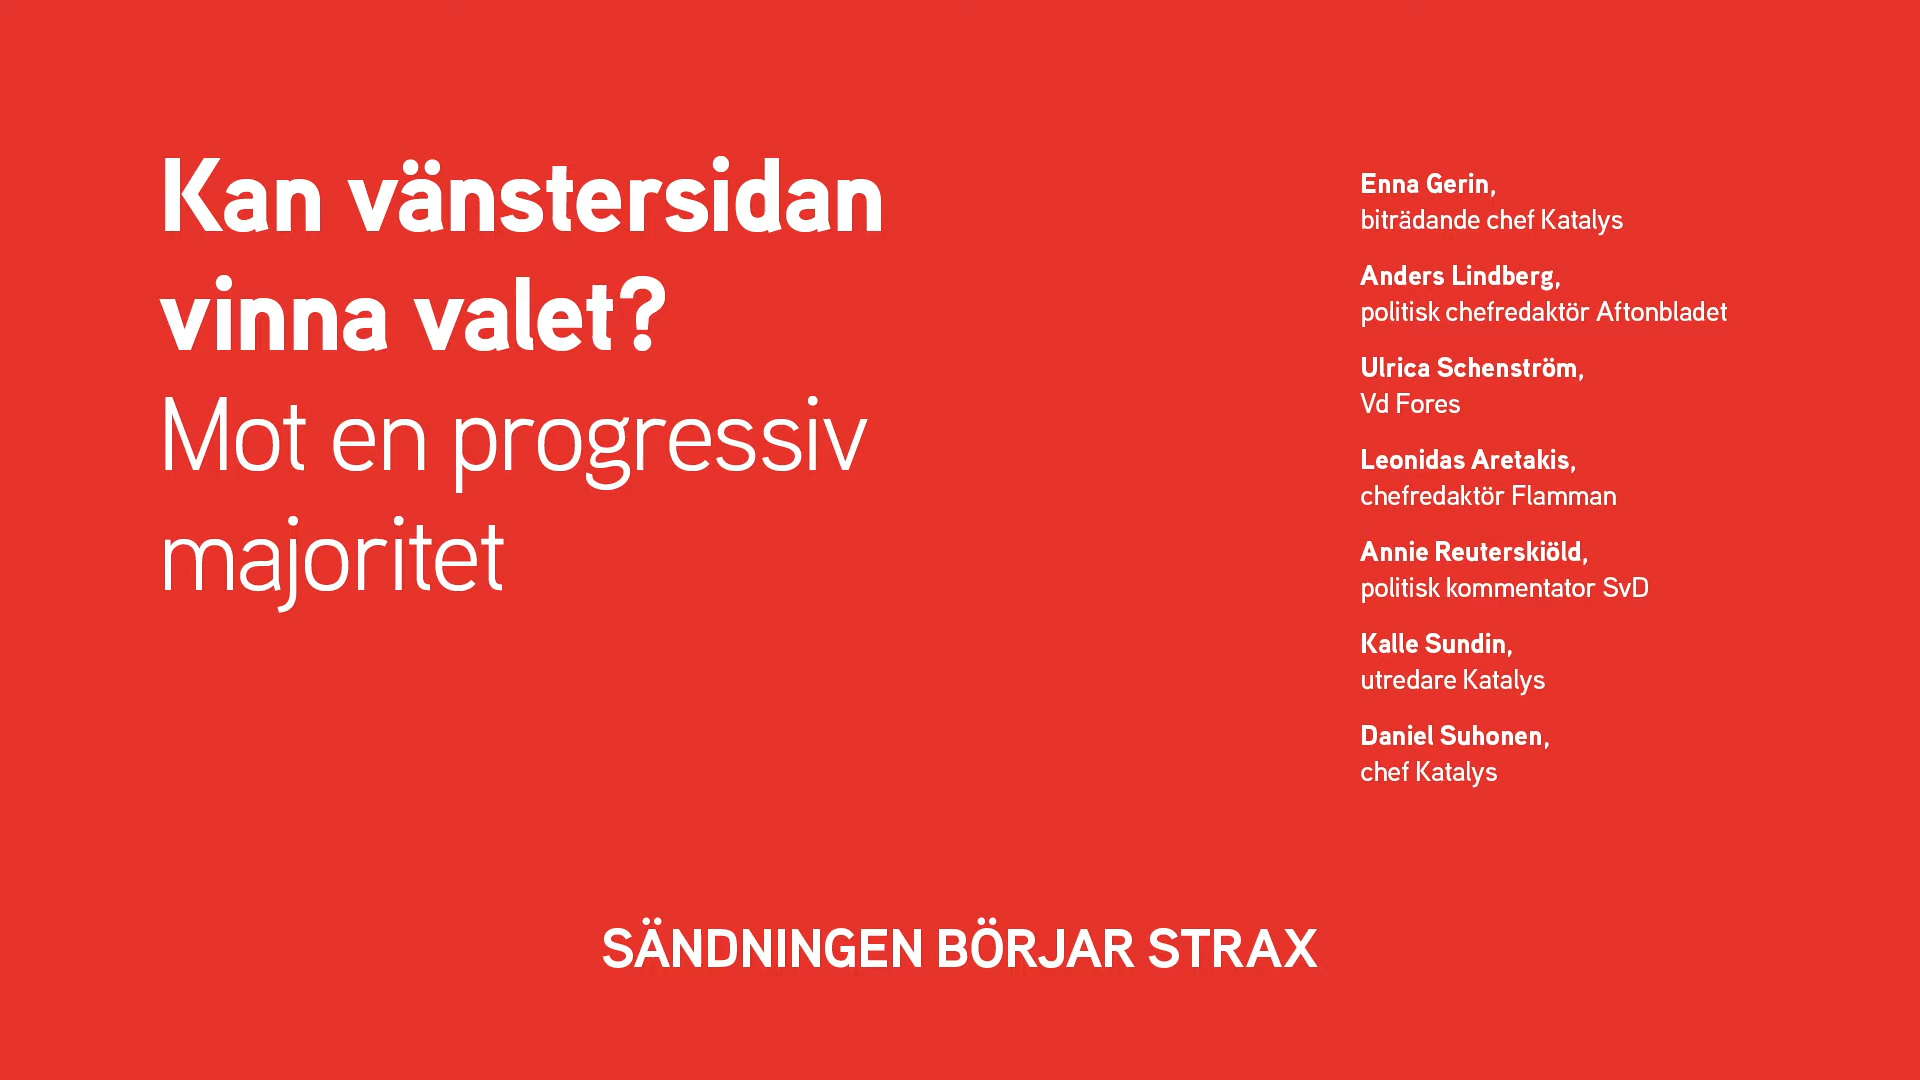 Kan vänstersidan
vinna valet?
Mot en progressiv
majoritet
Enna Gerin,
biträdande chef Katalys
Anders Lindberg,
politisk chefredaktör Aftonbladet
Ulrica Schenström,
Vd Fores
Leonidas Aretakis,
chefredaktör Flamman
Annie Reuterskiöld,
politisk kommentator SvD
Kalle Sundin,
utredare Katalys
Daniel Suhonen,
chef Katalys
SÄNDNINGEN BÖRJAR STRAX